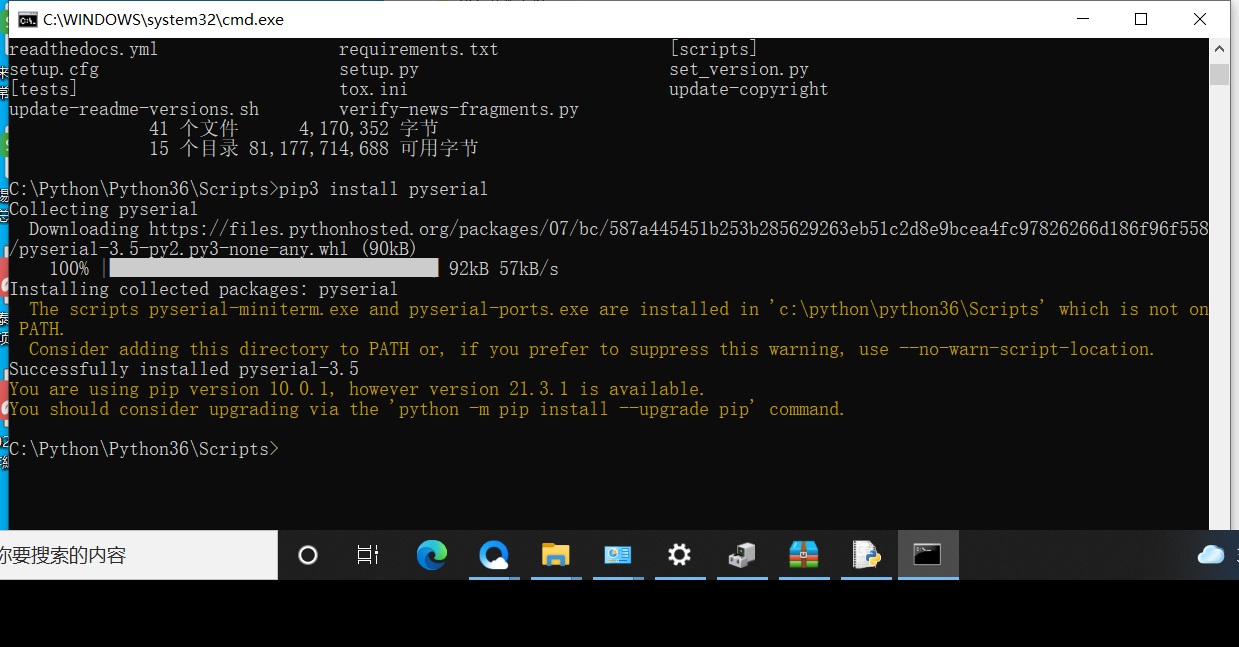 C:\WINDOWS\system32\cmd.exe
readthedocs.yml requirements.txt [scripts]
setup.cfg setup.py set_version.py
[tests] tox.ini update-copyright
update-readme-versions.sh verify-news-fragments.py
41 个文件 4,170,352 字节
15 个目录 81,177,714,688 可用字节
C:\Python\Python36\Scripts>pip3 install pyserial
Collecting pyserial
Downloading https://files.pythonhosted.org/packages/07/bc/587a445451b253b285629263eb51c2d8e9bcea4fc97826266d186f96f558
/pyserial-3.5-py2.py3-none-any.whl (90kB)
100% | 92kB 57kB/s
Installing collected packages: pyserial
The scripts pyserial-miniterm.exe and pyserial-ports.exe are installed in 'c:\python\python36\Scripts' which is not on
PATH.
Consider adding this directory to PATH or, if you prefer to suppress this warning, use --no-warn-script-location.
Successfully installed pyserial-3.5
You are using pip version 10.0.1, however version 21.3.1 is available.
You should consider upgrading via the 'python -m pip install --upgrade pip' command.
C:\Python\Python36\Scripts>
你要搜索的内容